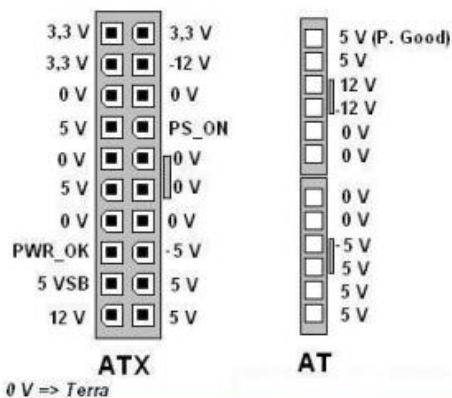 3,3 V 3,3 V
3,3 V -12 V
0 V 0 V
5 V PS_ON
0 V 0 V
5 V 0 V
0 V 0 V
PWR_OK -5 V
5 VSB 5 V
12 V 5 V
ATX
0 V => Terra
5 V (P. Good)
5 V
12 V
-12 V
0 V
0 V
0 V
0 V
-5 V
5 V
5 V
5 V
AT